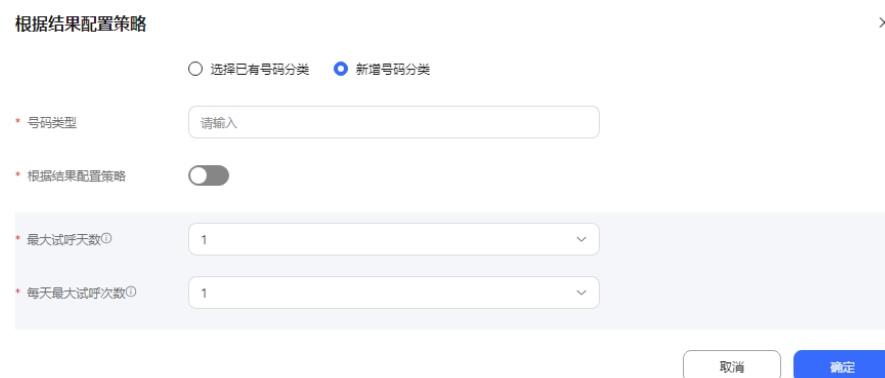 根据结果配置策略
选择已有号码分类 新增号码分类
* 号码类型 请输入
* 根据结果配置策略
* 最大试呼天数 1
* 每天最大试呼次数 1
取消 确定